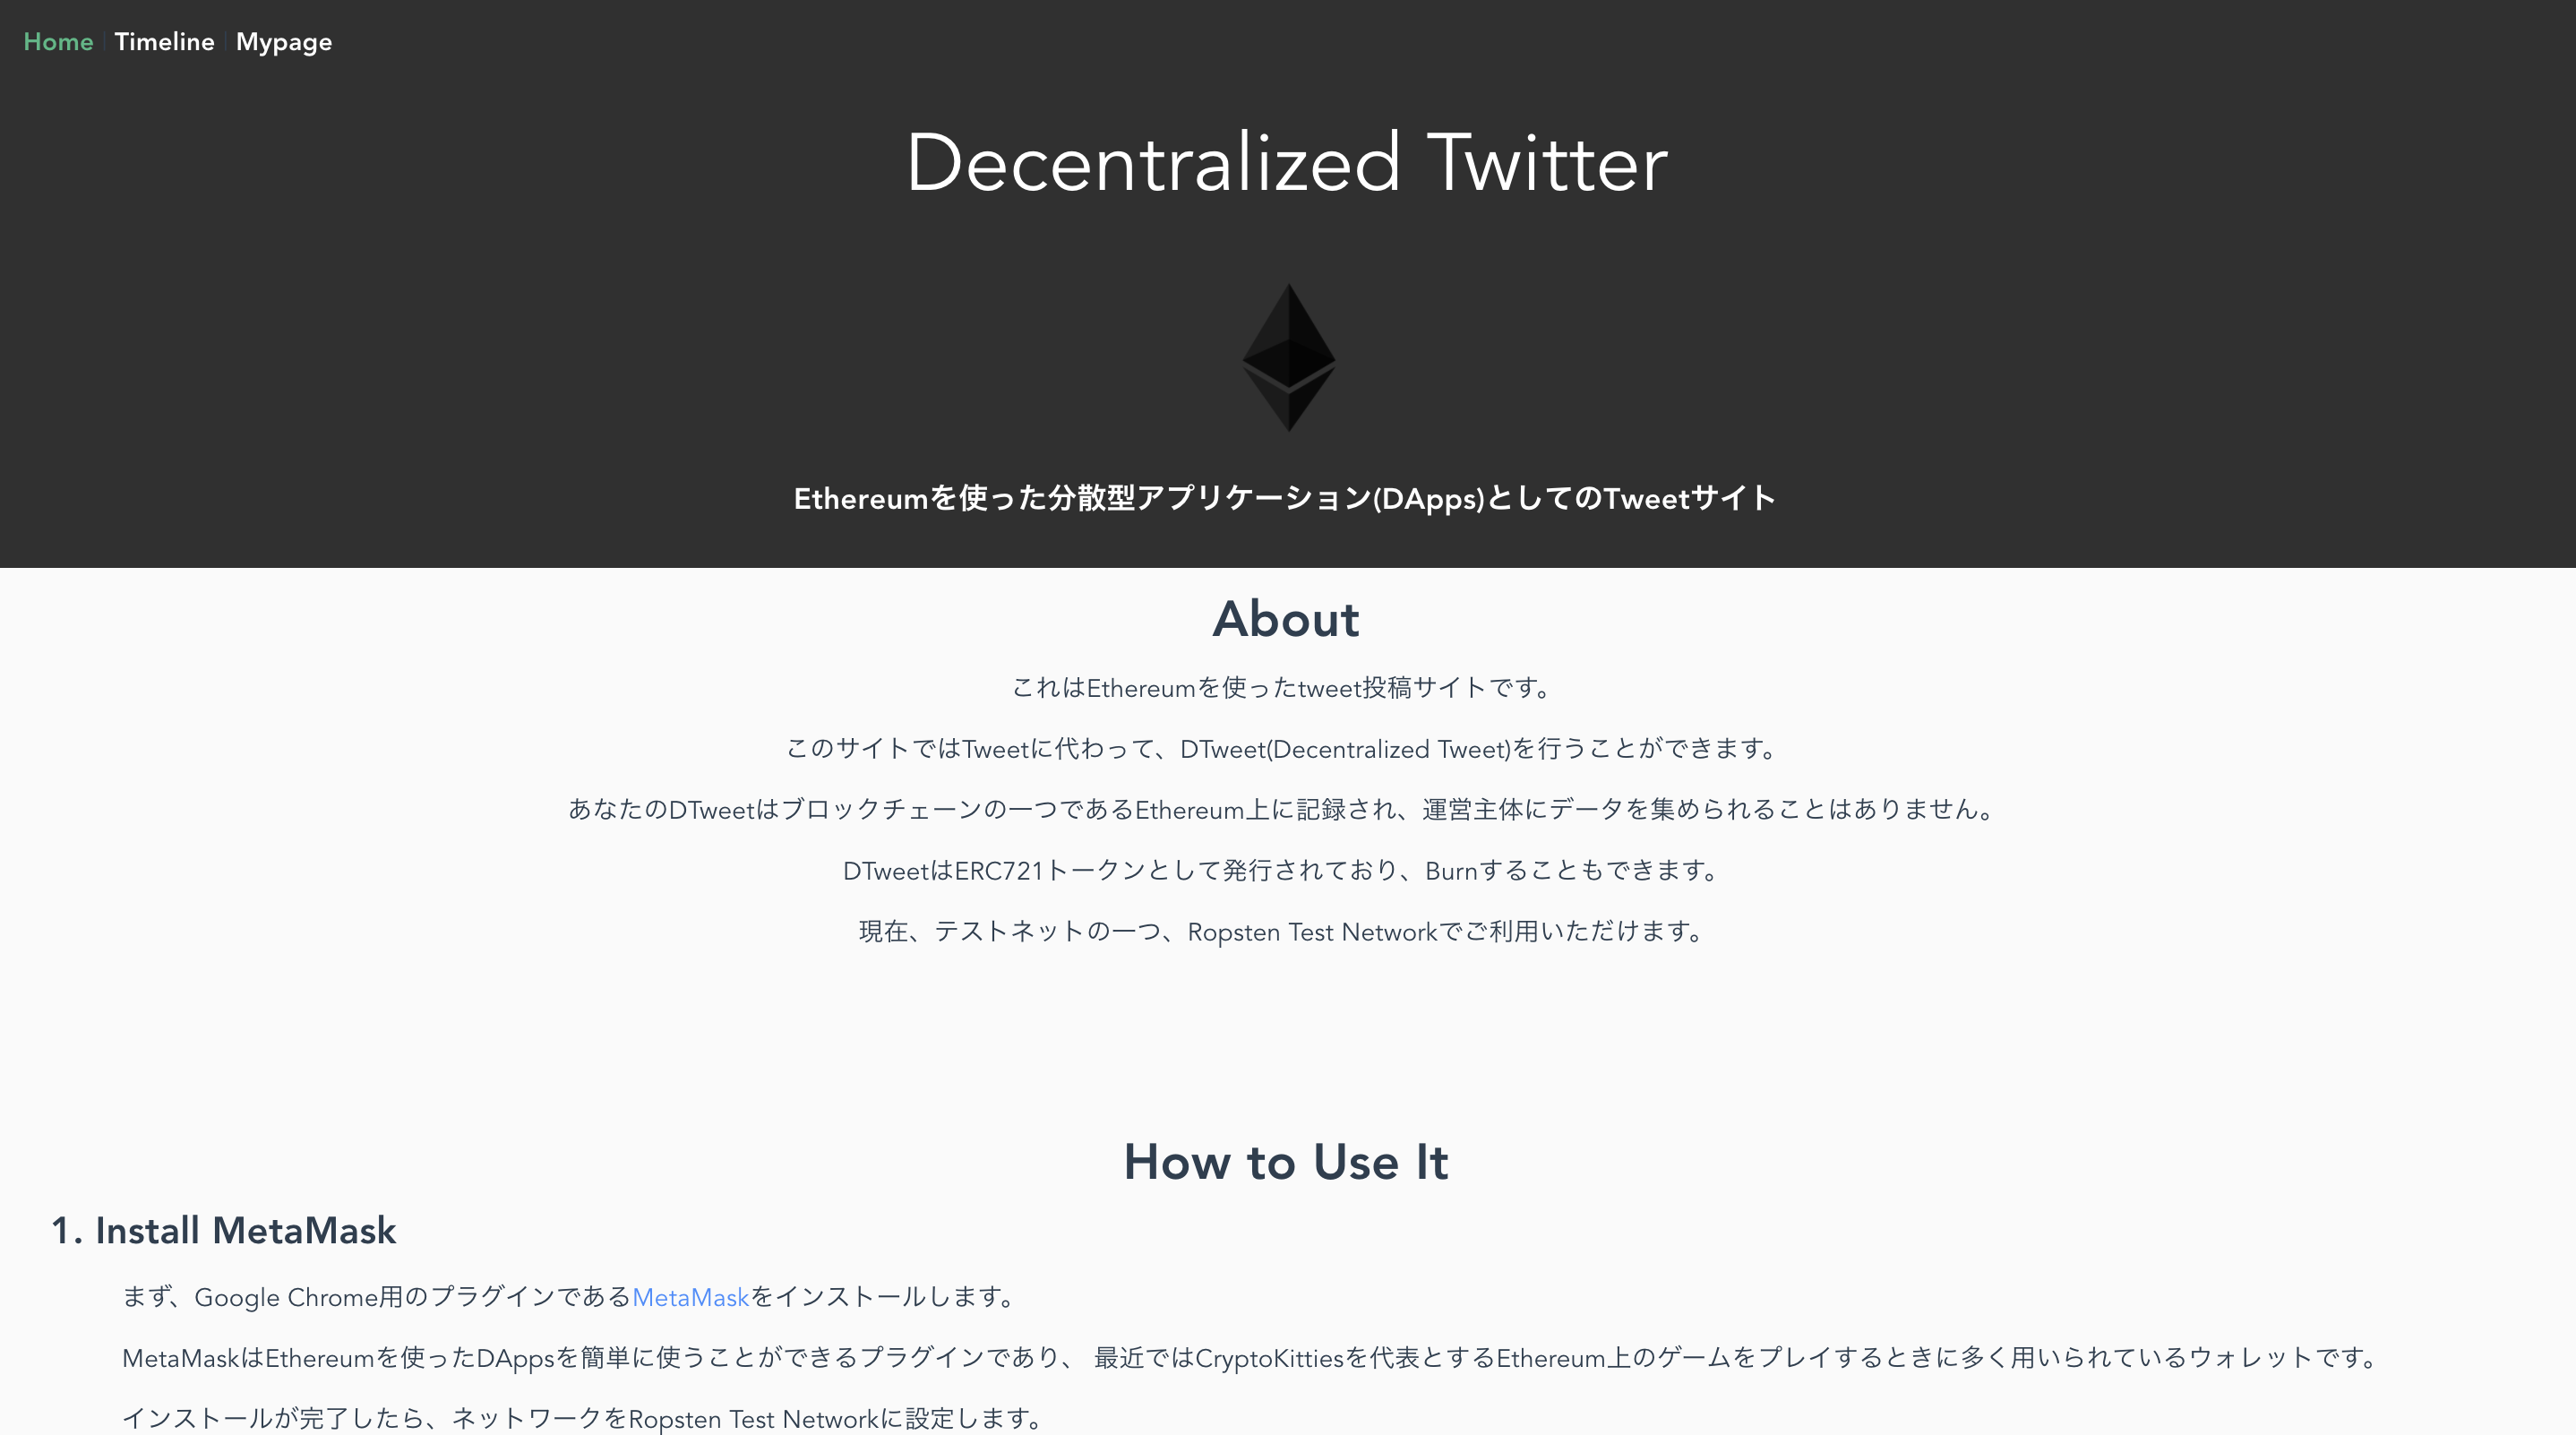 Home | Timeline | Mypage
Decentralized Twitter
Ethereumを使った分散型アプリケーション(DApps)としてのTweetサイト
About
これはEthereumを使ったtweet投稿サイトです。
このサイトではTweetに代わって、DTweet(Decentralized Tweet)を行うことができます。
あなたのDTweetはブロックチェーンの一つであるEthereum上に記録され、運営主体にデータを集められることはありません。
DTweetはERC721トークンとして発行されており、Burnすることもできます。
現在、テストネットの一つ、Ropsten Test Networkでご利用いただけます。
How to Use It
1. Install MetaMask
まず、Google Chrome用のプラグインであるMetaMaskをインストールします。
MetaMaskはEthereumを使ったDAppsを簡単に使うことができるプラグインであり、 最近ではCryptoKittiesを代表とするEthereum上のゲームをプレイするときに多く用いられているウォレットです。
インストールが完了したら、ネットワークをRopsten Test Networkに設定します。